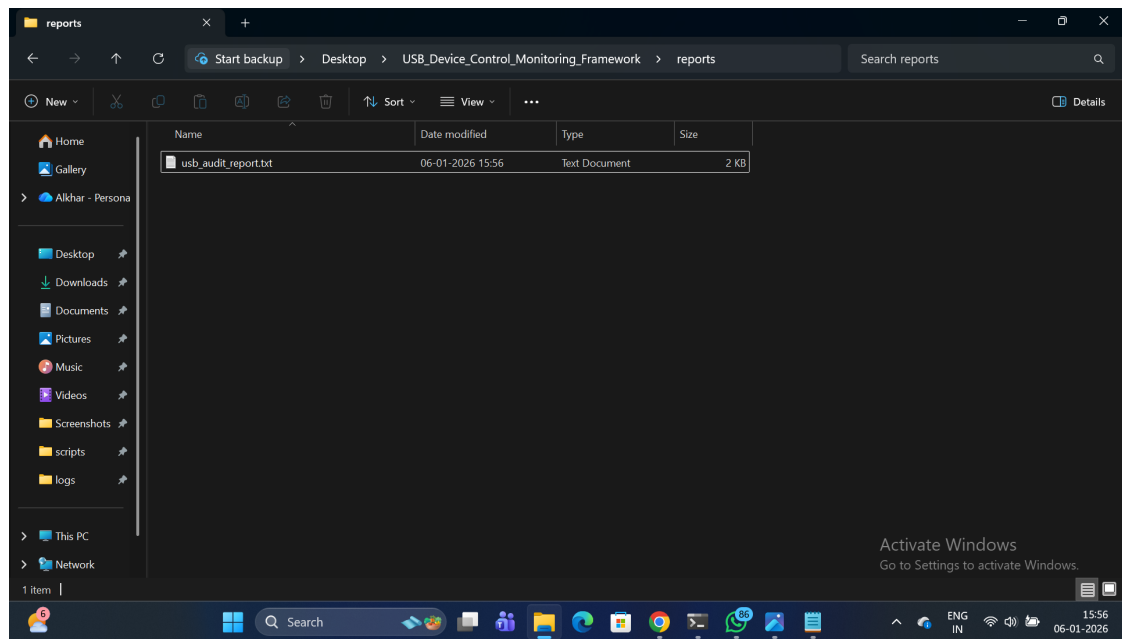 reports
Start backup > Desktop > USB_Device_Control_Monitoring_Framework > reports
Search reports
New
Sort
View
Details
Name
Date modified
Type
Size
usb_audit_report.txt
06-01-2026 15:56
Text Document
2 KB
Home
Gallery
Alkhar - Persona
Desktop
Downloads
Documents
Pictures
Music
Videos
Screenshots
scripts
logs
This PC
Network
Activate Windows
Go to Settings to activate Windows.
1 item
6
Search
86
ENG
IN
15:56
06-01-2026